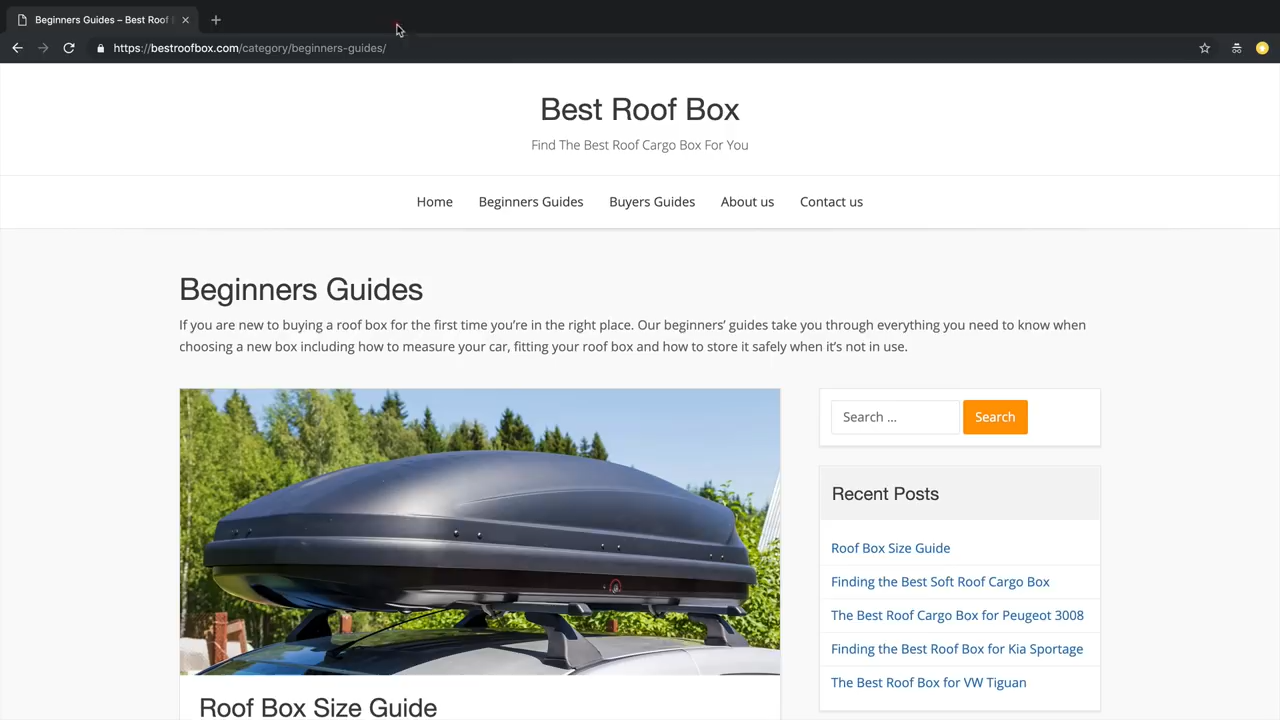 Beginners Guides – Best Roof
https://bestroofbox.com/category/beginners-guides/
Best Roof Box
Find The Best Roof Cargo Box For You
Home
Beginners Guides
Buyers Guides
About us
Contact us
Beginners Guides
If you are new to buying a roof box for the first time you’re in the right place. Our beginners’ guides take you through everything you need to know when
choosing a new box including how to measure your car, fitting your roof box and how to store it safely when it’s not in use.
Search …
Search
Recent Posts
Roof Box Size Guide
Finding the Best Soft Roof Cargo Box
The Best Roof Cargo Box for Peugeot 3008
Finding the Best Roof Box for Kia Sportage
The Best Roof Box for VW Tiguan
Roof Box Size Guide